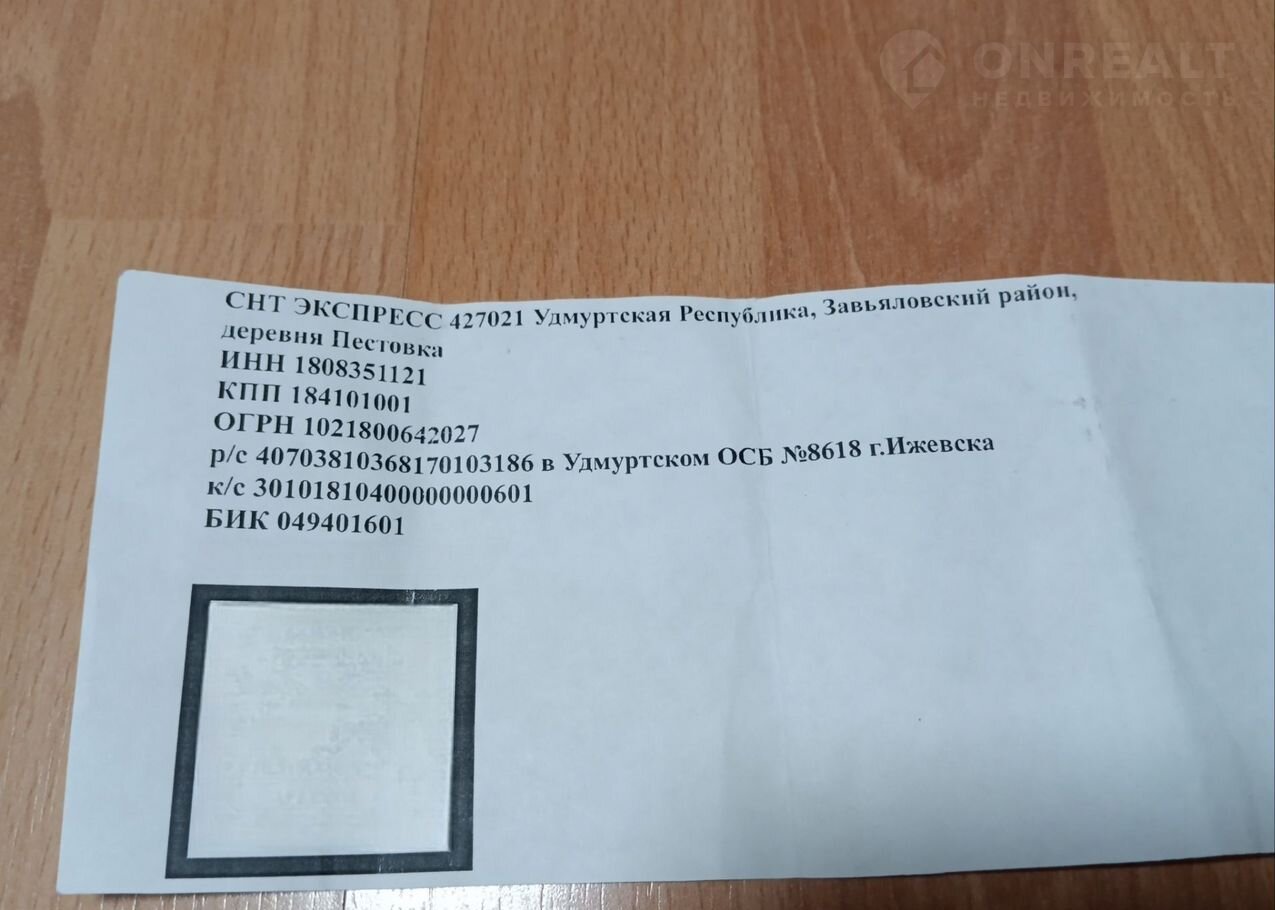 ONREALT
НЕДВИЖИМОСТЬ
СНТ ЭКСПРЕСС 427021 Удмуртская Республика, Завьяловский район,
деревня Пестовка
ИНН 1808351121
КПП 184101001
ОГРН 1021800642027
р/с 40703810368170103186 в Удмуртском ОСБ №8618 г.Ижевска
к/с 30101810400000000601
БИК 049401601